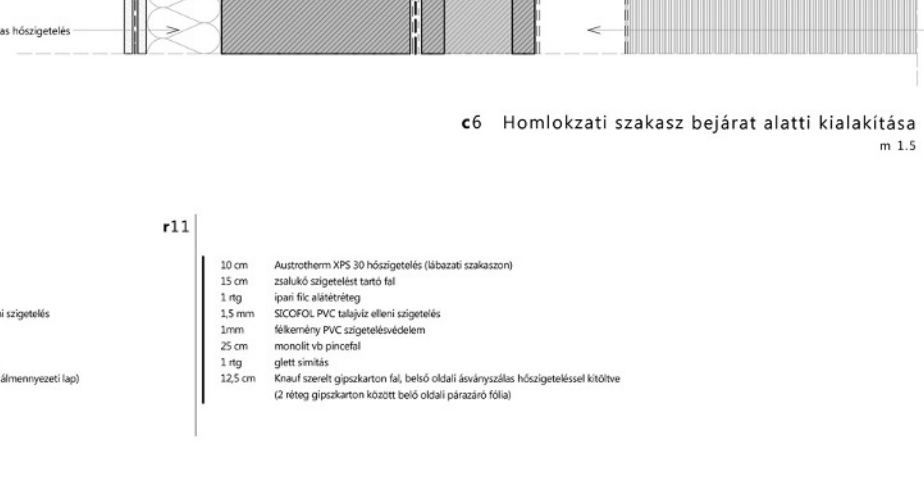 as hőszigetelés
c6 Homlokzati szakasz bejárat alatti kialakítása
m 1.5
r11
10 cm Austrotherm XPS 30 hőszigetelés (lábazati szakaszon)
15 cm zsalukő szigetelést tartó fal
1 rtg ipari filc alátétréteg
i szigetelés
1,5 mm SICOFOL PVC talajvíz elleni szigetelés
1mm félkemény PVC szigetelésvédelem
25 cm monolit vb pincefal
1 rtg glett simítás
álmennyezeti lap)
12,5 cm Knauf szerelt gipszkarton fal, belső oldali ásványszálas hőszigeteléssel kitöltve
(2 réteg gipszkarton között belő oldali párazáró fólia)